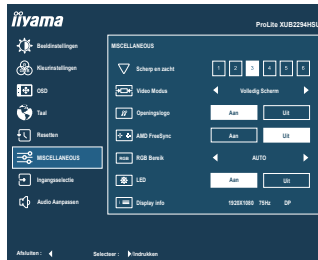 iiyama
ProLite XUB2294HSU
Beeldinstellingen
Kleurinstellingen
OSD
Taal
Resetten
MISCELLANEOUS
Ingangsselectie
Audio Aanpassen
MISCELLANEOUS
Scherp en zacht 1 2 3 4 5 6
Video Modus Volledig Scherm
Openingslogo Aan Uit
AMD FreeSync Aan Uit
RGB RGB Bereik AUTO
LED Aan Uit
Display info 1920X1080 75Hz DP
Afsluiten : Selecteer : /Indrukken